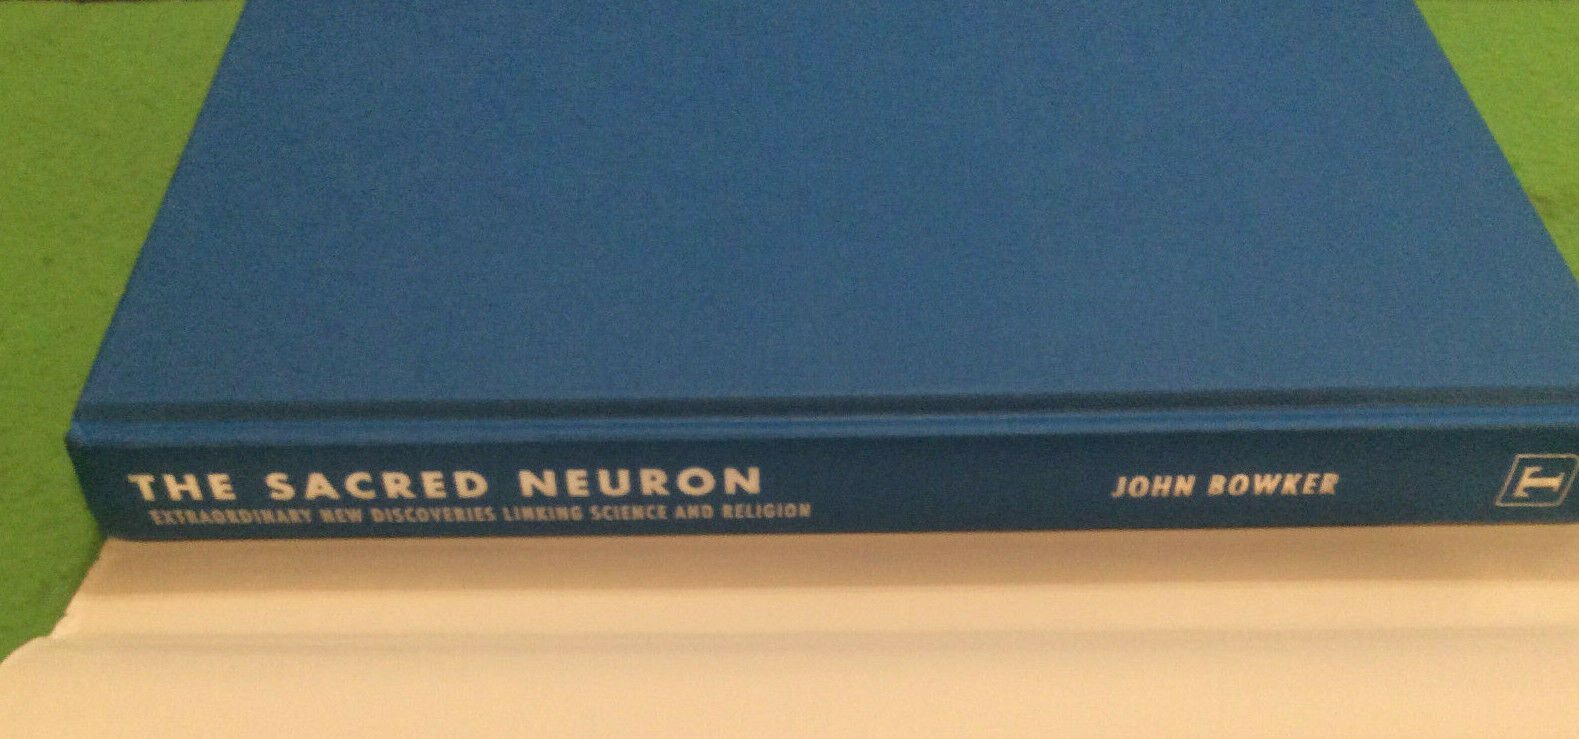 THE SACRED NEURON
EXTRAORDINARY NEW DISCOVERIES LINKING SCIENCE AND RELIGION
JOHN BOWKER
T